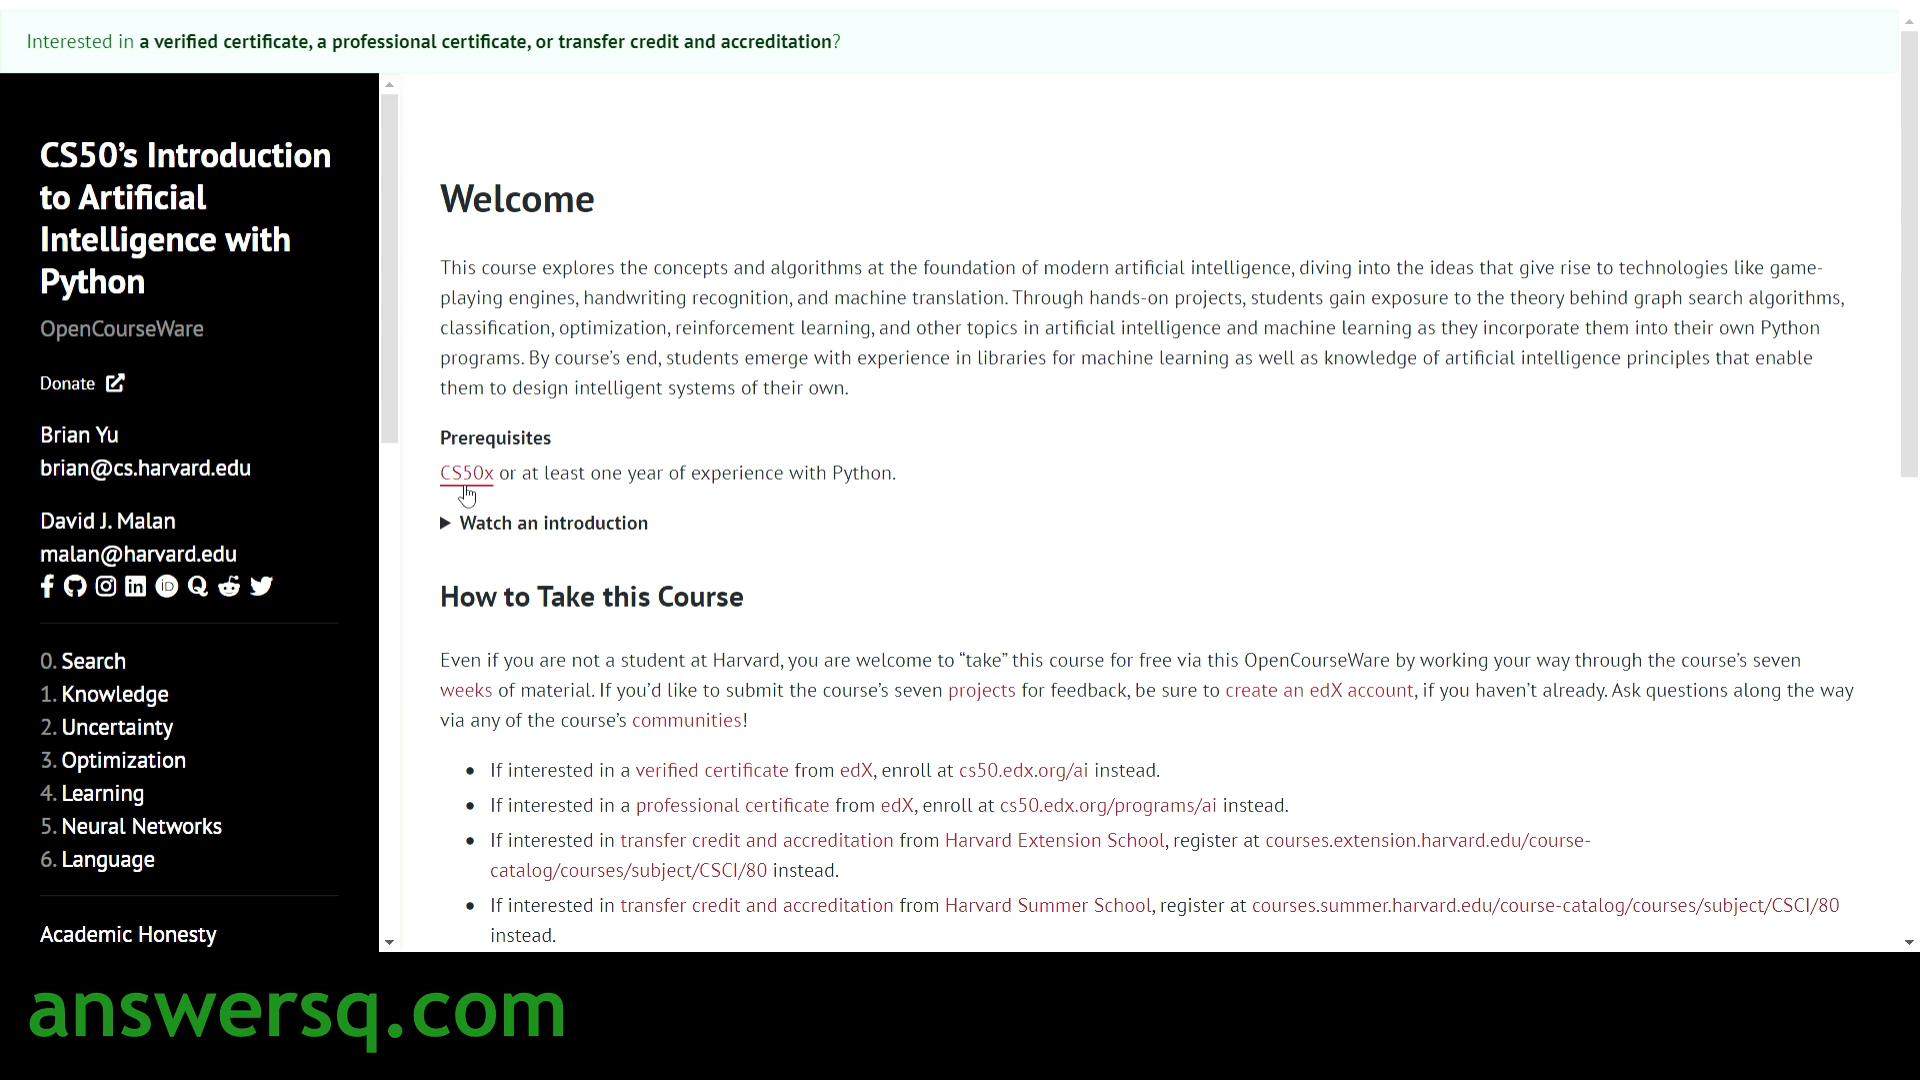 Interested in a verified certificate, a professional certificate, or transfer credit and accreditation?
CS50’s Introduction
to Artificial
Intelligence with
Python
OpenCourseWare
Donate
Brian Yu
brian@cs.harvard.edu
David J. Malan
malan@harvard.edu
0. Search
1. Knowledge
2. Uncertainty
3. Optimization
4. Learning
5. Neural Networks
6. Language
Academic Honesty
Welcome
This course explores the concepts and algorithms at the foundation of modern artificial intelligence, diving into the ideas that give rise to technologies like game-
playing engines, handwriting recognition, and machine translation. Through hands-on projects, students gain exposure to the theory behind graph search algorithms,
classification, optimization, reinforcement learning, and other topics in artificial intelligence and machine learning as they incorporate them into their own Python
programs. By course’s end, students emerge with experience in libraries for machine learning as well as knowledge of artificial intelligence principles that enable
them to design intelligent systems of their own.
Prerequisites
CS50x or at least one year of experience with Python.
Watch an introduction
How to Take this Course
Even if you are not a student at Harvard, you are welcome to “take” this course for free via this OpenCourseWare by working your way through the course’s seven
weeks of material. If you’d like to submit the course’s seven projects for feedback, be sure to create an edX account, if you haven’t already. Ask questions along the way
via any of the course’s communities!
• If interested in a verified certificate from edX, enroll at cs50.edx.org/ai instead.
• If interested in a professional certificate from edX, enroll at cs50.edx.org/programs/ai instead.
• If interested in transfer credit and accreditation from Harvard Extension School, register at courses.extension.harvard.edu/course-
catalog/courses/subject/CSCI/80 instead.
• If interested in transfer credit and accreditation from Harvard Summer School, register at courses.summer.harvard.edu/course-catalog/courses/subject/CSCI/80
instead.
answersq.com